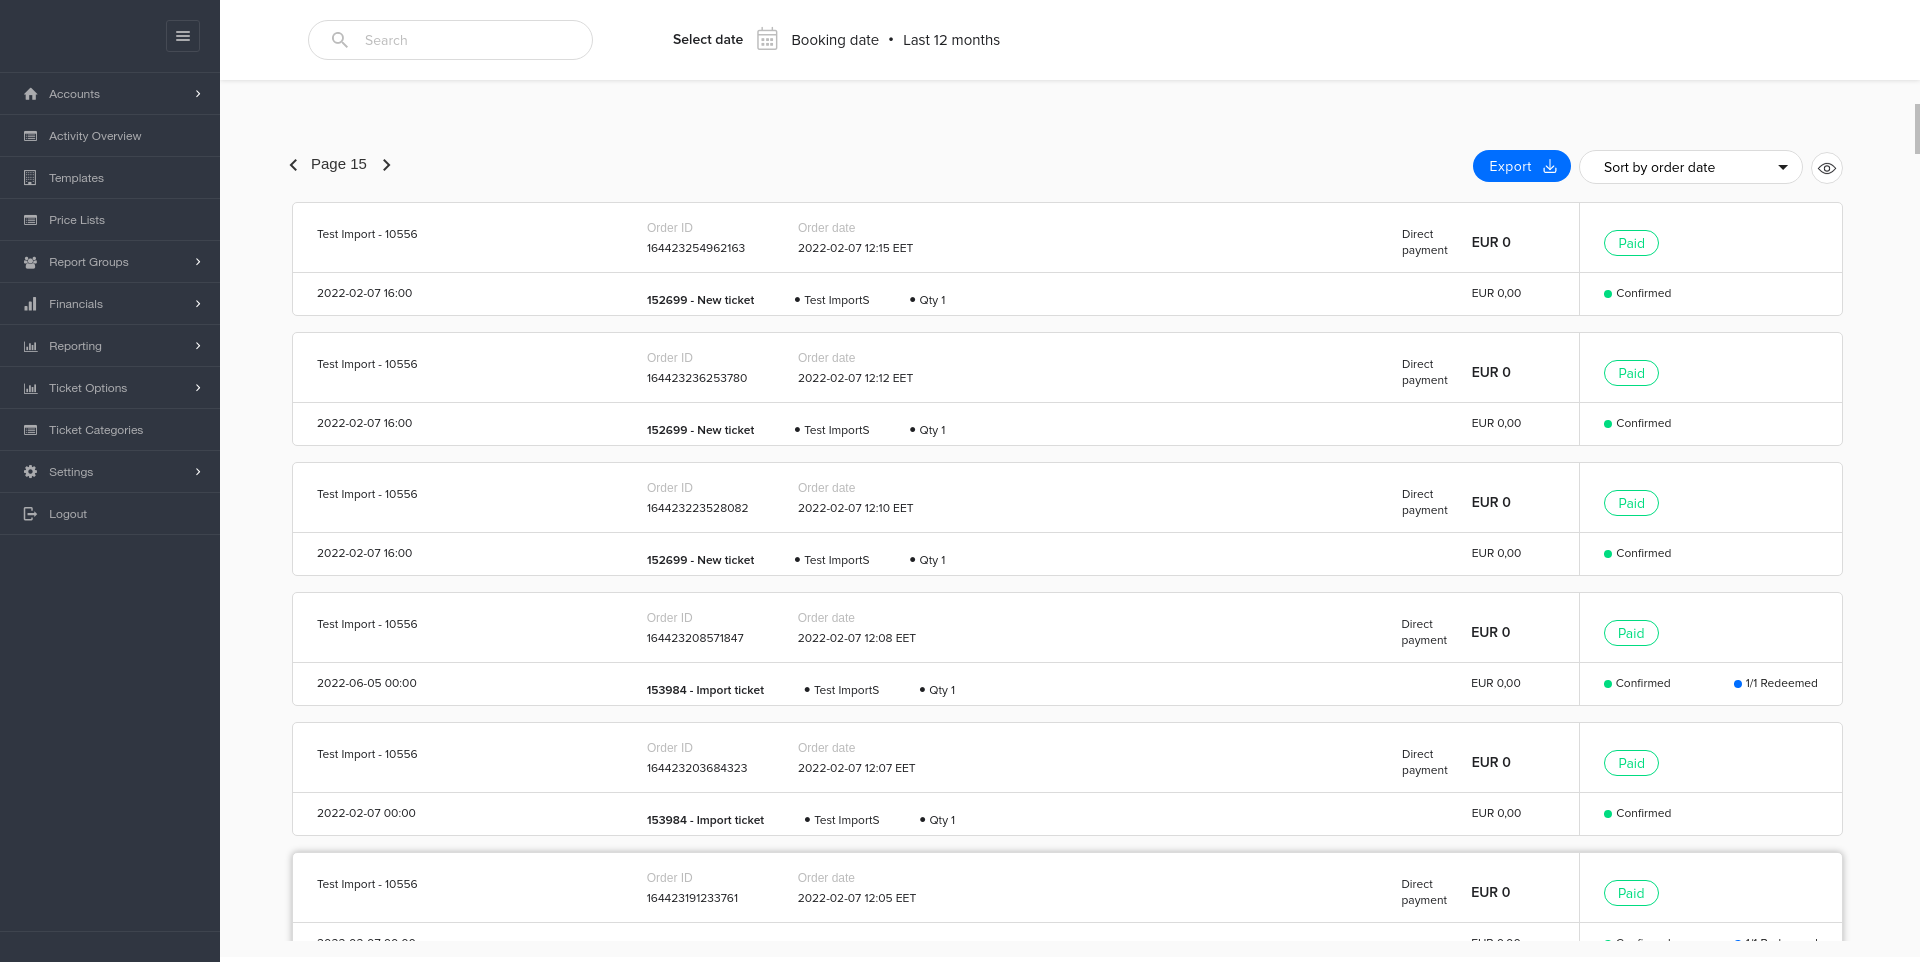 Search
Select date Booking date • Last 12 months
Accounts
Activity Overview
Templates
Price Lists
Report Groups
Financials
Reporting
Ticket Options
Ticket Categories
Settings
Logout
Page 15
Export
Sort by order date
Test Import - 10556
Order ID
164423254962163
Order date
2022-02-07 12:15 EET
Direct
payment
EUR 0
Paid
2022-02-07 16:00
152699 - New ticket • Test ImportS • Qty 1
EUR 0,00
Confirmed
Test Import - 10556
Order ID
164423236253780
Order date
2022-02-07 12:12 EET
Direct
payment
EUR 0
Paid
2022-02-07 16:00
152699 - New ticket • Test ImportS • Qty 1
EUR 0,00
Confirmed
Test Import - 10556
Order ID
164423223528082
Order date
2022-02-07 12:10 EET
Direct
payment
EUR 0
Paid
2022-02-07 16:00
152699 - New ticket • Test ImportS • Qty 1
EUR 0,00
Confirmed
Test Import - 10556
Order ID
164423208571847
Order date
2022-02-07 12:08 EET
Direct
payment
EUR 0
Paid
2022-06-05 00:00
153984 - Import ticket • Test ImportS • Qty 1
EUR 0,00
Confirmed
1/1 Redeemed
Test Import - 10556
Order ID
164423203684323
Order date
2022-02-07 12:07 EET
Direct
payment
EUR 0
Paid
2022-02-07 00:00
153984 - Import ticket • Test ImportS • Qty 1
EUR 0,00
Confirmed
Test Import - 10556
Order ID
164423191233761
Order date
2022-02-07 12:05 EET
Direct
payment
EUR 0
Paid